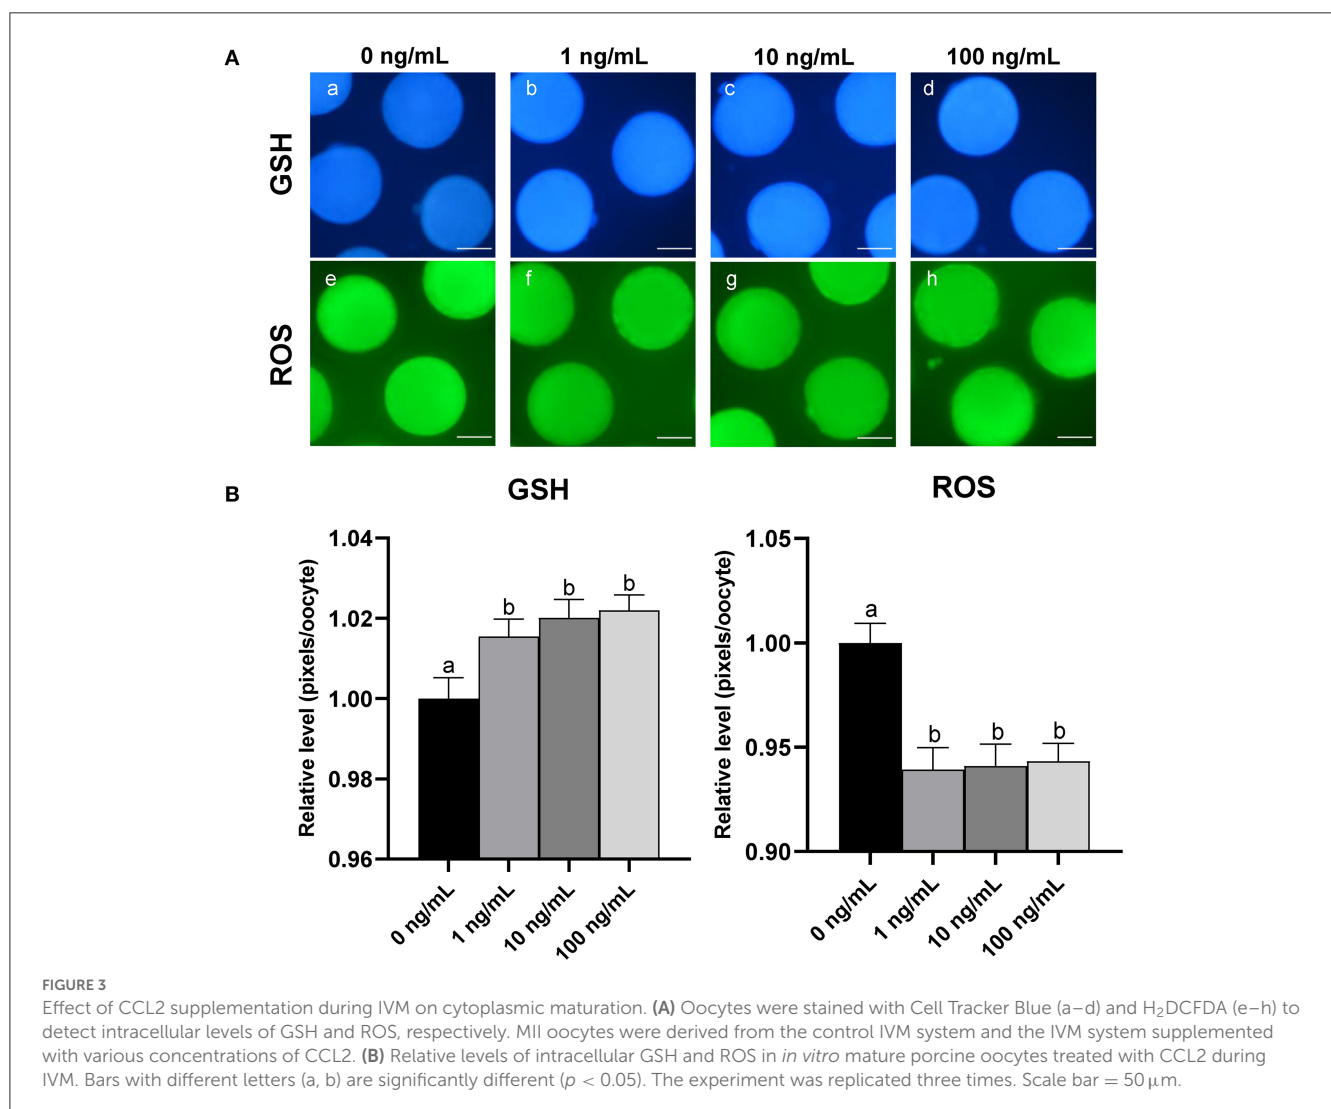 A
0 ng/mL 1 ng/mL 10 ng/mL 100 ng/mL
GSH
a b c d
ROS
e f g h
B
GSH
Relative level (pixels/oocyte)
1.04
1.02
1.00
0.98
0.96
a b b b
0 ng/mL 1 ng/mL 10 ng/mL 100 ng/mL
ROS
Relative level (pixels/oocyte)
1.05
1.00
0.95
0.90
a b b b
0 ng/mL 1 ng/mL 10 ng/mL 100 ng/mL
FIGURE 3
Effect of CCL2 supplementation during IVM on cytoplasmic maturation. (A) Oocytes were stained with Cell Tracker Blue (a–d) and H₂DCFDA (e–h) to
detect intracellular levels of GSH and ROS, respectively. MII oocytes were derived from the control IVM system and the IVM system supplemented
with various concentrations of CCL2. (B) Relative levels of intracellular GSH and ROS in in vitro mature porcine oocytes treated with CCL2 during
IVM. Bars with different letters (a, b) are significantly different (p < 0.05). The experiment was replicated three times. Scale bar = 50 μm.